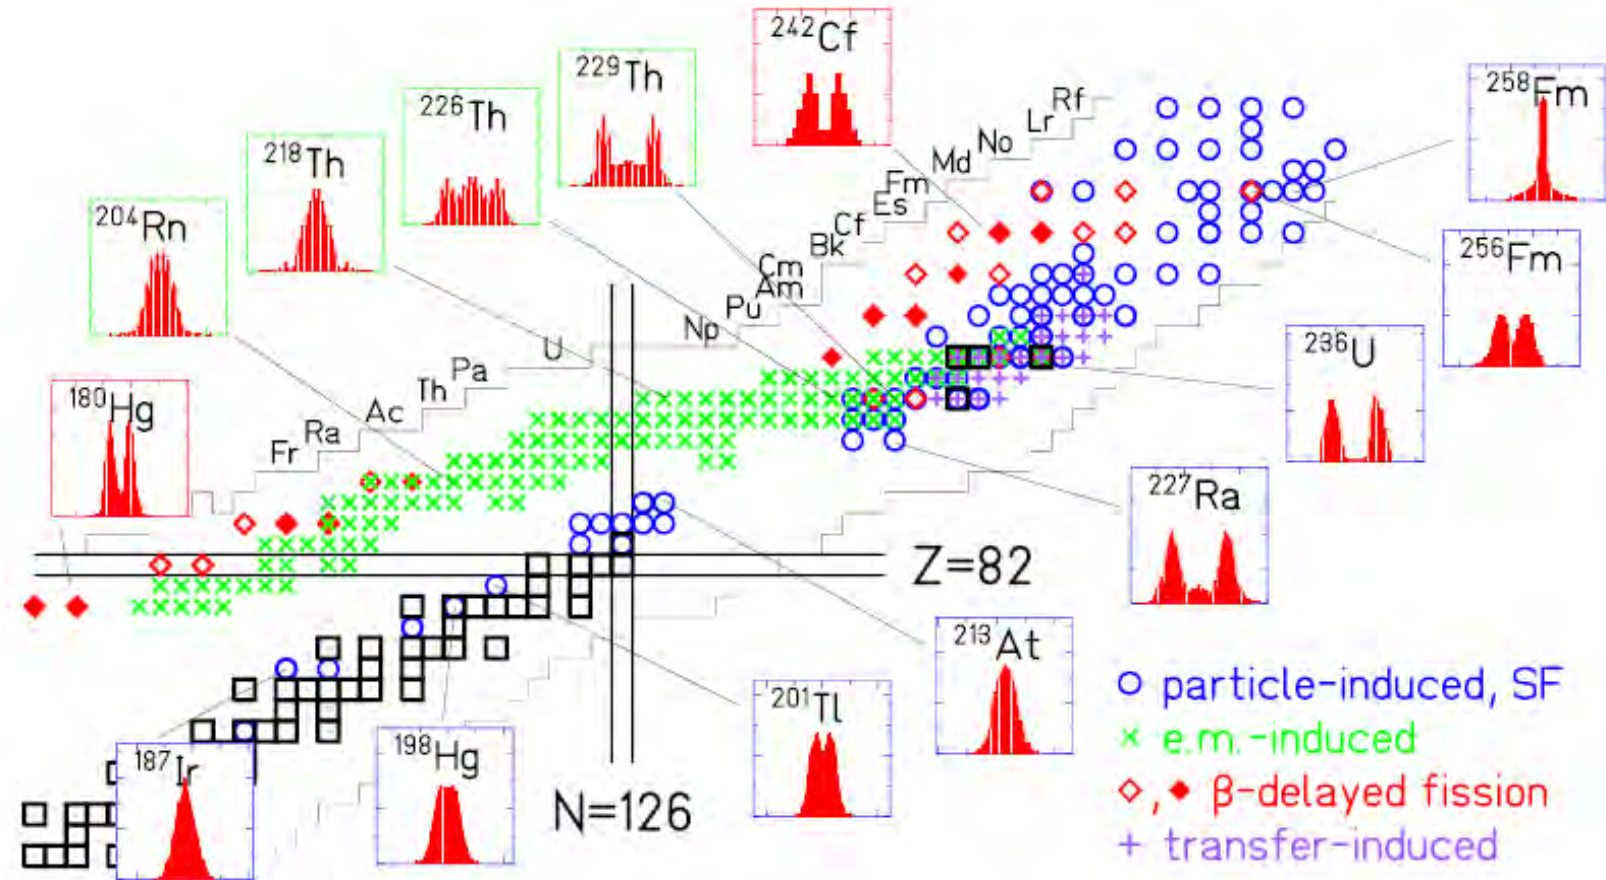 242Cf
229Th
258Fm
226Th
218Th
204Rn
256Fm
236U
180Hg
227Ra
213At
201Tl
198Hg
187Ir
Rf
Lr
No
Md
Fm
Es
Cf
Bk
Cm
Am
Pu
Np
U
Pa
Th
Ac
Ra
Fr
Z=82
N=126
particle-induced, SF
e.m.-induced
, β-delayed fission
transfer-induced